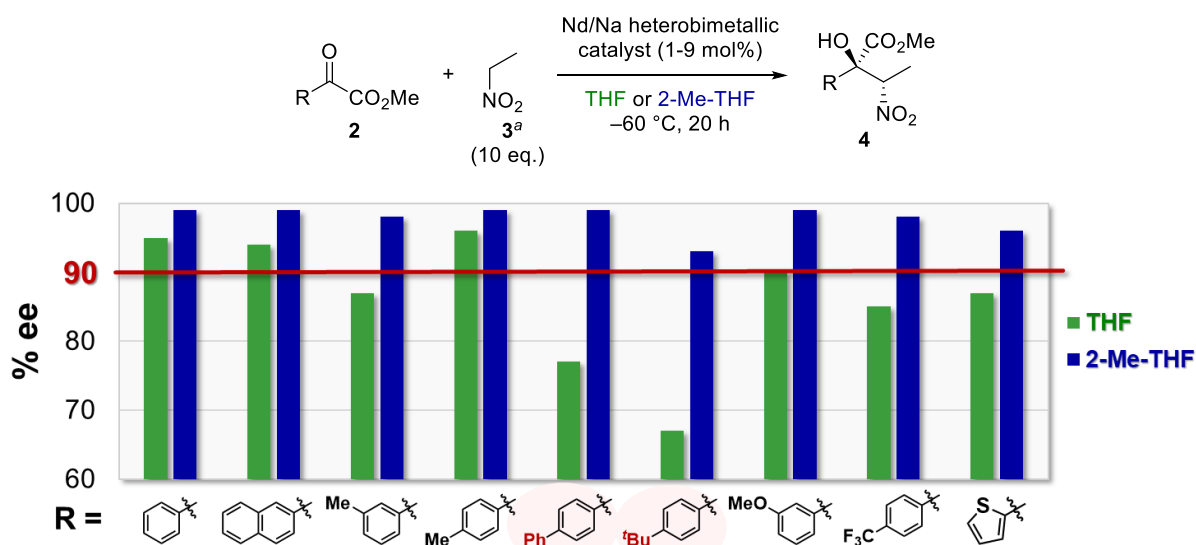 Nd/Na heterobimetallic
catalyst (1-9 mol%)
THF or 2-Me-THF
–60 °C, 20 h
O
R
CO₂Me
2
+
NO₂
3ᵃ
(10 eq.)
HO
CO₂Me
R
NO₂
4
% ee
100
90
80
70
60
THF
2-Me-THF
R =
Me
Me
Ph
ᵗBu
MeO
F₃C
S